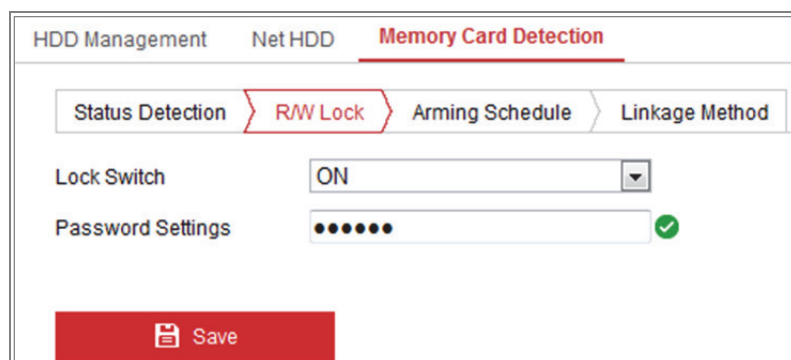 HDD Management Net HDD Memory Card Detection
Status Detection R/W Lock Arming Schedule Linkage Method
Lock Switch ON
Password Settings ●●●●●●
Save